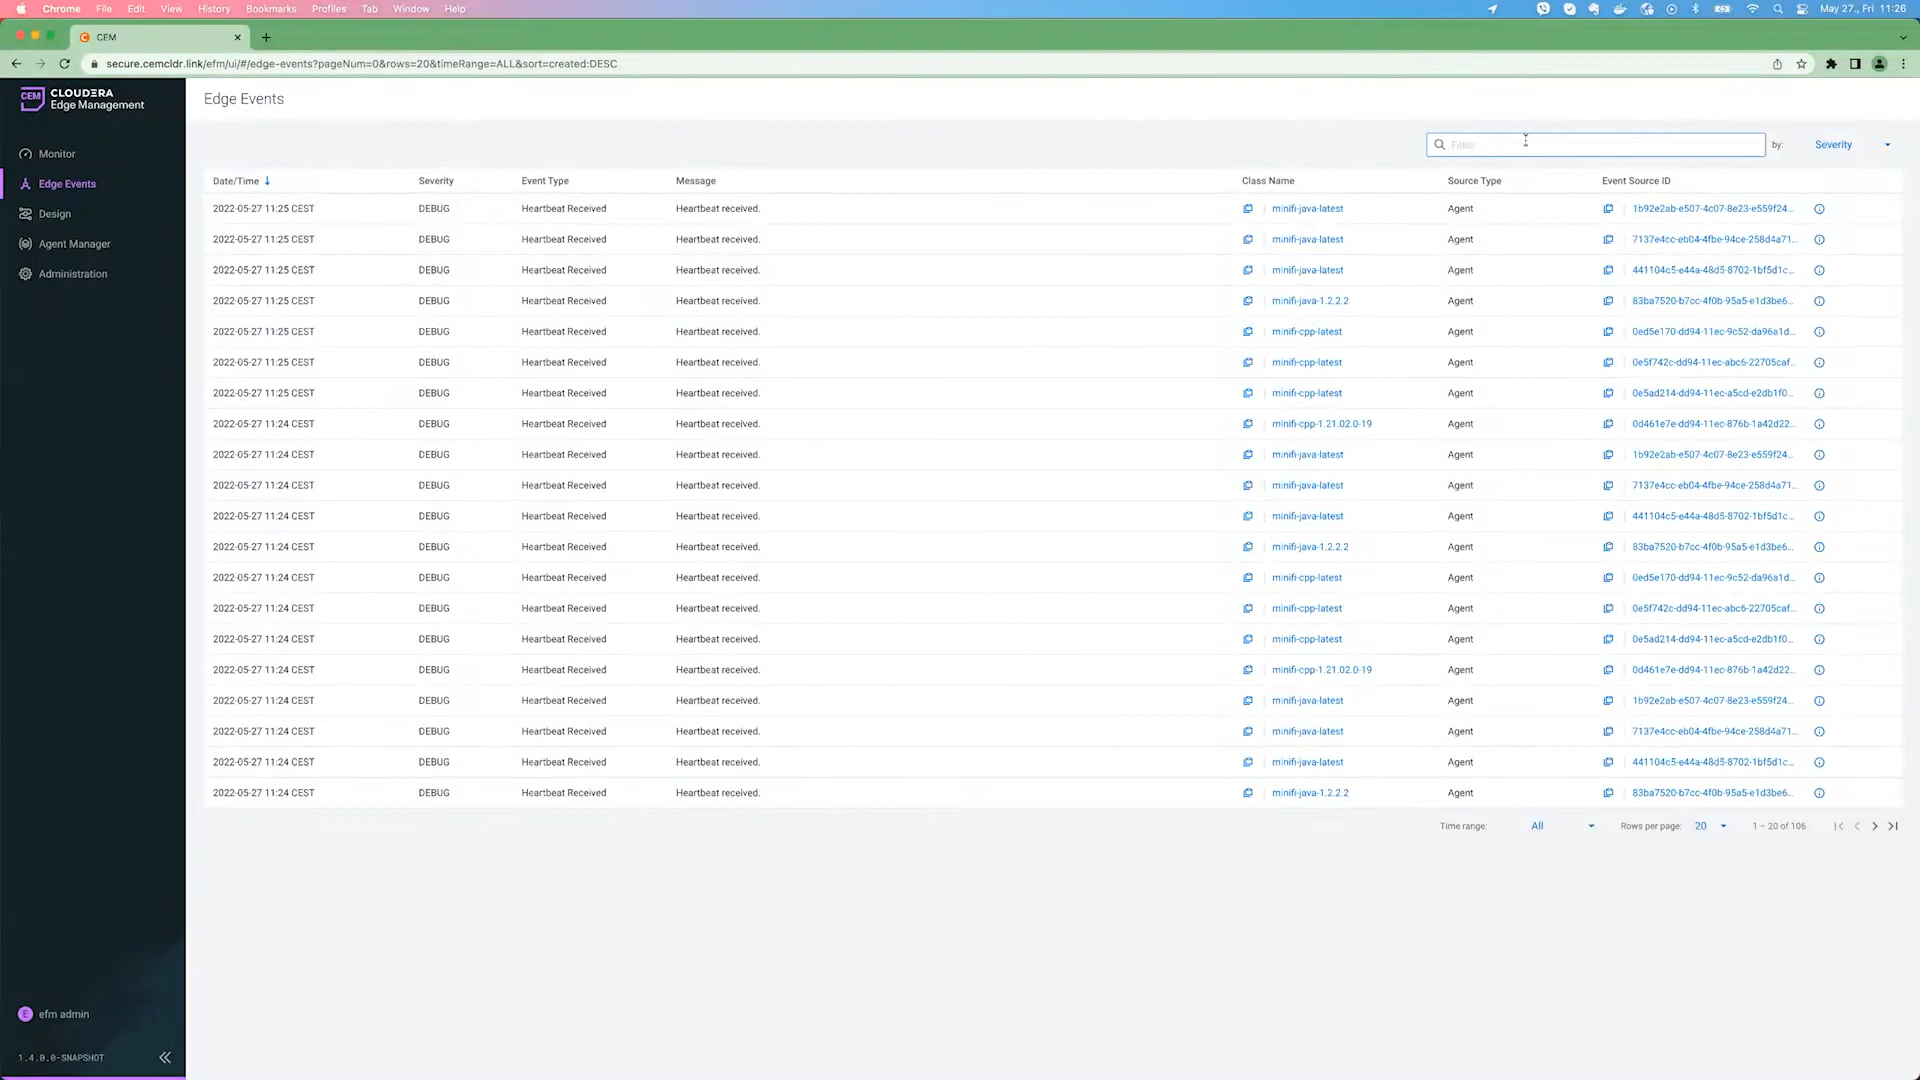 Chrome File Edit View History Bookmarks Profiles Tab Window Help May 27., Fri 11:26
CEM
secure.cemcldr.link/efm/ui/#/edge-events?pageNum=0&rows=20&timeRange=ALL&sort=created:DESC
CEM CLOUDERA
Edge Management
Edge Events
Monitor
Edge Events
Design
Agent Manager
Administration
Filter by: Severity
Date/Time Severity Event Type Message Class Name Source Type Event Source ID
2022-05-27 11:25 CEST DEBUG Heartbeat Received Heartbeat received. minifi-java-latest Agent 1b92e2ab-e507-4c07-8e23-e559f24...
2022-05-27 11:25 CEST DEBUG Heartbeat Received Heartbeat received. minifi-java-latest Agent 7137e4cc-eb04-4fbe-94ce-258d4a71...
2022-05-27 11:25 CEST DEBUG Heartbeat Received Heartbeat received. minifi-java-latest Agent 441104c5-e44a-48d5-8702-1bf5d1c...
2022-05-27 11:25 CEST DEBUG Heartbeat Received Heartbeat received. minifi-java-1.2.2.2 Agent 83ba7520-b7cc-4f0b-95a5-e1d3be6...
2022-05-27 11:25 CEST DEBUG Heartbeat Received Heartbeat received. minifi-cpp-latest Agent 0ed5e170-dd94-11ec-9c52-da96a1d...
2022-05-27 11:25 CEST DEBUG Heartbeat Received Heartbeat received. minifi-cpp-latest Agent 0e5f742c-dd94-11ec-abc6-22705caf...
2022-05-27 11:25 CEST DEBUG Heartbeat Received Heartbeat received. minifi-cpp-latest Agent 0e5ad214-dd94-11ec-a5cd-e2db1f0...
2022-05-27 11:24 CEST DEBUG Heartbeat Received Heartbeat received. minifi-cpp-1.21.02.0-19 Agent 0d461e7e-dd94-11ec-876b-1a42d22...
2022-05-27 11:24 CEST DEBUG Heartbeat Received Heartbeat received. minifi-java-latest Agent 1b92e2ab-e507-4c07-8e23-e559f24...
2022-05-27 11:24 CEST DEBUG Heartbeat Received Heartbeat received. minifi-java-latest Agent 7137e4cc-eb04-4fbe-94ce-258d4a71...
2022-05-27 11:24 CEST DEBUG Heartbeat Received Heartbeat received. minifi-java-latest Agent 441104c5-e44a-48d5-8702-1bf5d1c...
2022-05-27 11:24 CEST DEBUG Heartbeat Received Heartbeat received. minifi-java-1.2.2.2 Agent 83ba7520-b7cc-4f0b-95a5-e1d3be6...
2022-05-27 11:24 CEST DEBUG Heartbeat Received Heartbeat received. minifi-cpp-latest Agent 0ed5e170-dd94-11ec-9c52-da96a1d...
2022-05-27 11:24 CEST DEBUG Heartbeat Received Heartbeat received. minifi-cpp-latest Agent 0e5f742c-dd94-11ec-abc6-22705caf...
2022-05-27 11:24 CEST DEBUG Heartbeat Received Heartbeat received. minifi-cpp-latest Agent 0e5ad214-dd94-11ec-a5cd-e2db1f0...
2022-05-27 11:24 CEST DEBUG Heartbeat Received Heartbeat received. minifi-cpp-1.21.02.0-19 Agent 0d461e7e-dd94-11ec-876b-1a42d22...
2022-05-27 11:24 CEST DEBUG Heartbeat Received Heartbeat received. minifi-java-latest Agent 1b92e2ab-e507-4c07-8e23-e559f24...
2022-05-27 11:24 CEST DEBUG Heartbeat Received Heartbeat received. minifi-java-latest Agent 7137e4cc-eb04-4fbe-94ce-258d4a71...
2022-05-27 11:24 CEST DEBUG Heartbeat Received Heartbeat received. minifi-java-latest Agent 441104c5-e44a-48d5-8702-1bf5d1c...
2022-05-27 11:24 CEST DEBUG Heartbeat Received Heartbeat received. minifi-java-1.2.2.2 Agent 83ba7520-b7cc-4f0b-95a5-e1d3be6...
Time range: All Rows per page: 20 1 – 20 of 106
E efm admin
1.4.0.0-SNAPSHOT